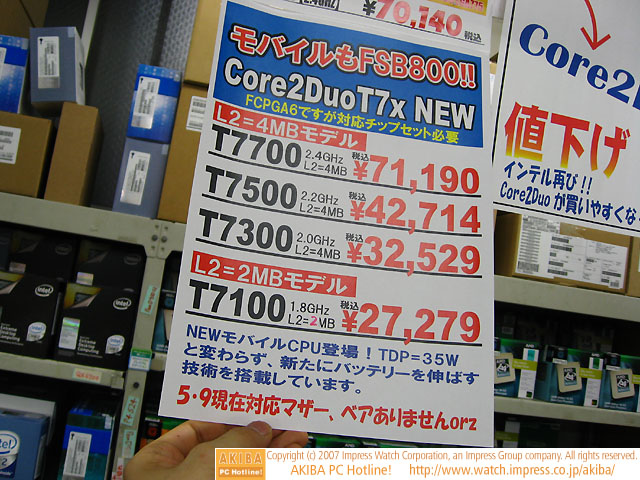 ¥70,140 税込
モバイルもFSB800!!
Core2DuoT7x NEW
FCPGA6ですが対応チップセット必要
L2=4MBモデル
T7700 2.4GHz L2=4MB 税込 ¥71,190
T7500 2.2GHz L2=4MB 税込 ¥42,714
T7300 2.0GHz L2=4MB 税込 ¥32,529
L2=2MBモデル
T7100 1.8GHz L2=2MB 税込 ¥27,279
NEWモバイルCPU登場!TDP=35W
と変わらず、新たにバッテリーを伸ばす
技術を搭載しています。
5・9現在対応マザー、ベアありませんorz
Core2
値下げ
インテル再び!!
Core2Duoが買いやすくな
intel
intel
AKIBA
PC Hotline!
Copyright (c) 2007 Impress Watch Corporation, an Impress Group company. All rights reserved.
AKIBA PC Hotline! http://www.watch.impress.co.jp/akiba/